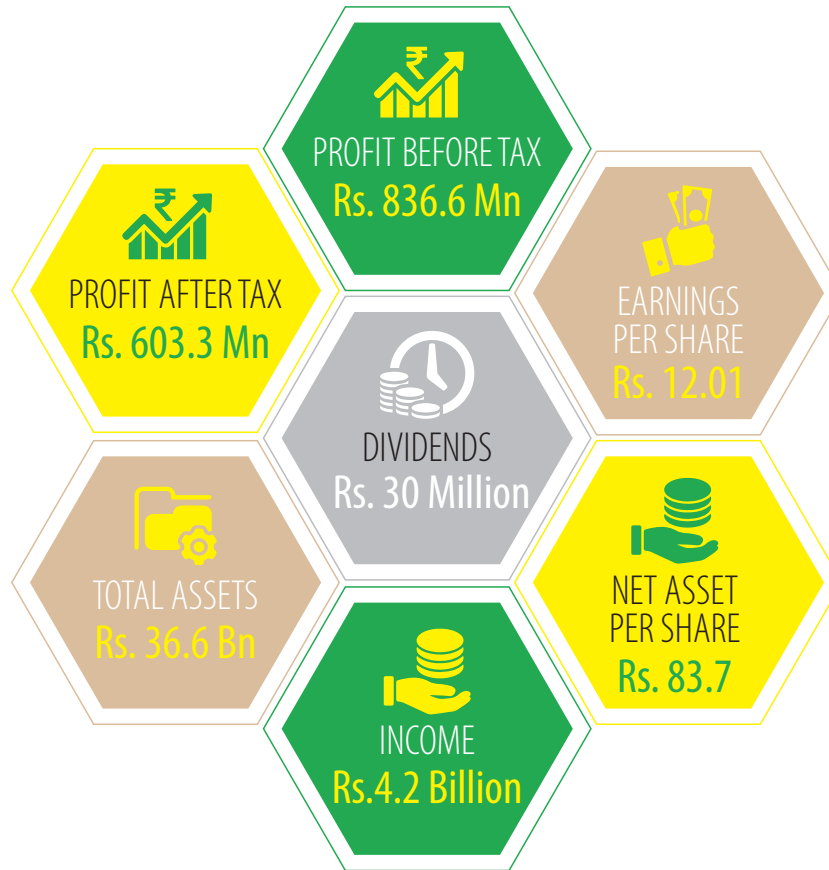 PROFIT BEFORE TAX
Rs. 836.6 Mn
PROFIT AFTER TAX
Rs. 603.3 Mn
EARNINGS
PER SHARE
Rs. 12.01
DIVIDENDS
Rs. 30 Million
TOTAL ASSETS
Rs. 36.6 Bn
NET ASSET
PER SHARE
Rs. 83.7
INCOME
Rs.4.2 Billion